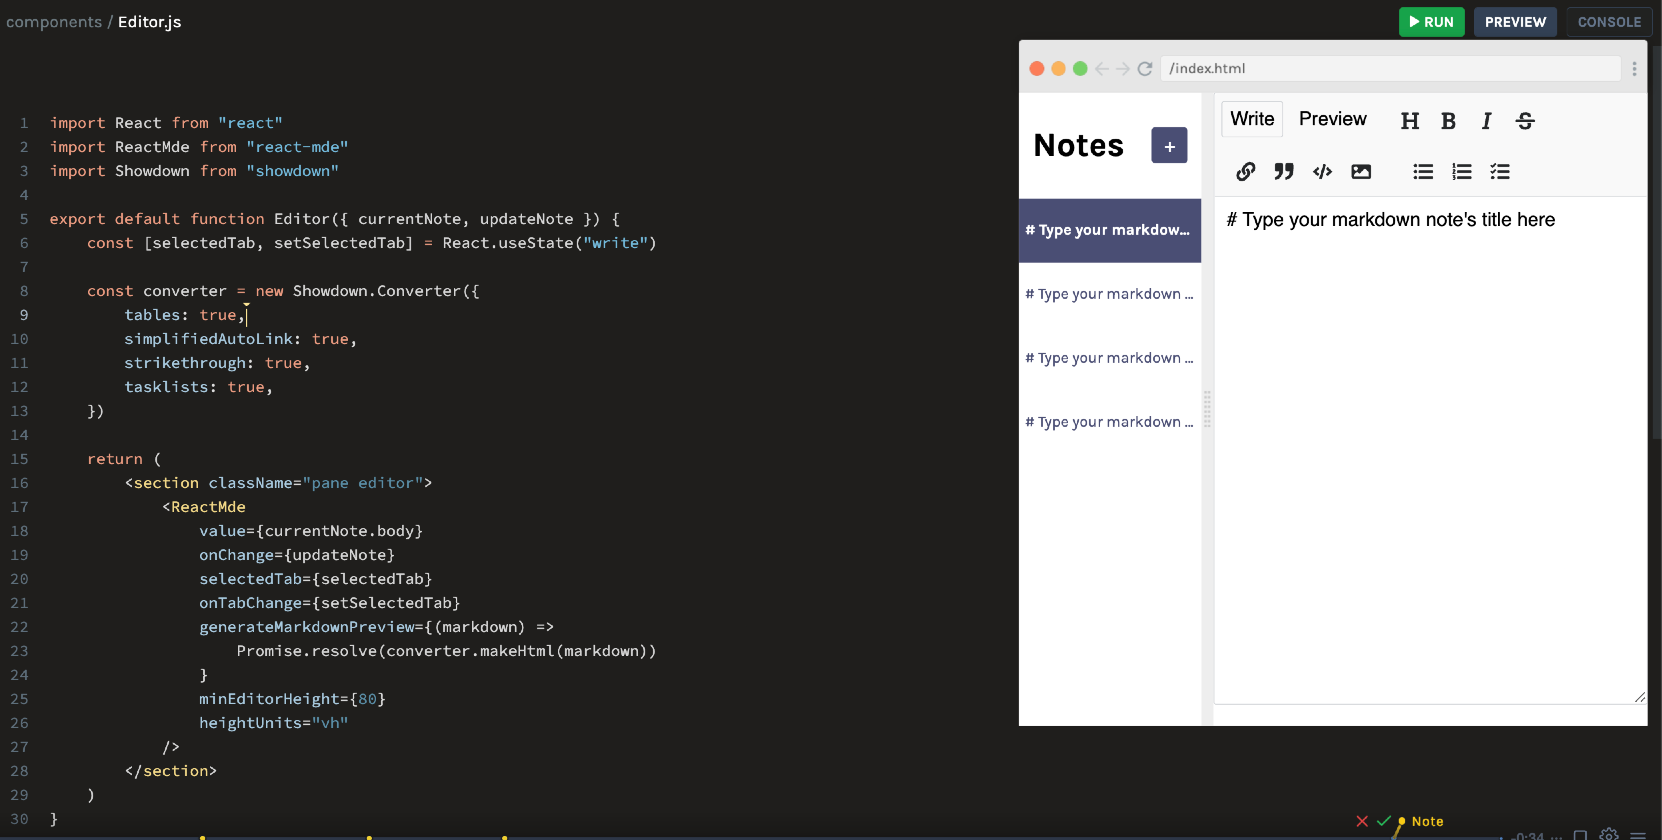 components / Editor.js
RUN
PREVIEW
CONSOLE
1 import React from "react"
2 import ReactMde from "react-mde"
3 import Showdown from "showdown"
4
5 export default function Editor({ currentNote, updateNote }) {
6     const [selectedTab, setSelectedTab] = React.useState("write")
7
8     const converter = new Showdown.Converter({
9         tables: true,
10         simplifiedAutoLink: true,
11         strikethrough: true,
12         tasklists: true,
13     })
14
15     return (
16         <section className="pane editor">
17             <ReactMde
18                 value={currentNote.body}
19                 onChange={updateNote}
20                 selectedTab={selectedTab}
21                 onTabChange={setSelectedTab}
22                 generateMarkdownPreview={(markdown) =>
23                     Promise.resolve(converter.makeHtml(markdown))
24                 }
25                 minEditorHeight={80}
26                 heightUnits="vh"
27             />
28         </section>
29     )
30 }
/index.html
Notes
+
# Type your markdow...
# Type your markdown ...
# Type your markdown ...
# Type your markdown ...
Write Preview H B I S
# Type your markdown note's title here
Note
-0:34